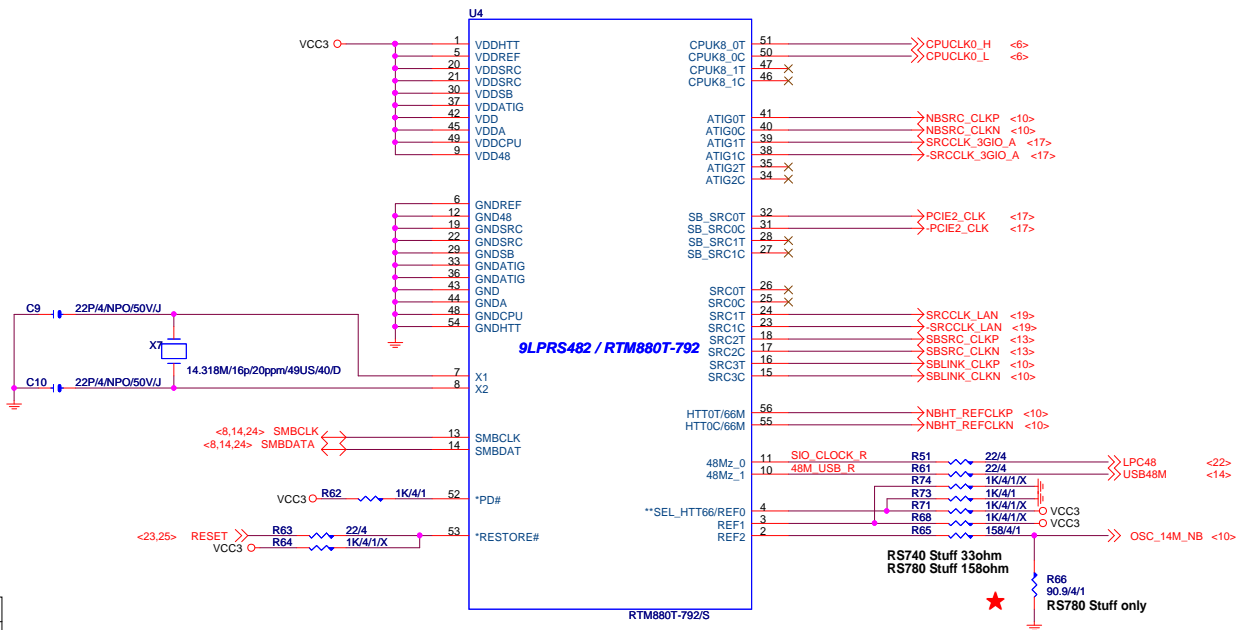 U4
VCC3
1 VDDHTT
5 VDDREF
20 VDDSRC
21 VDDSRC
30 VDDSB
37 VDDATIG
42 VDD
45 VDDA
49 VDDCPU
9 VDD48
6 GNDREF
12 GND48
19 GNDSRC
22 GNDSRC
29 GNDSB
33 GNDATIG
36 GNDATIG
43 GND
44 GNDA
48 GNDCPU
54 GNDHTT
C9 22P/4/NPO/50V/J
X7
14.318M/16p/20ppm/49US/40/D
C10 22P/4/NPO/50V/J
7 X1
8 X2
<8,14,24> SMBCLK 13 SMBCLK
<8,14,24> SMBDATA 14 SMBDAT
VCC3 R62 1K/4/1 52 *PD#
<23,25> RESET R63 22/4 53 *RESTORE#
VCC3 R64 1K/4/1/X
9LPRS482 / RTM880T-792
CPUK8_0T 51 CPUCLK0_H <6>
CPUK8_0C 50 CPUCLK0_L <6>
CPUK8_1T 47
CPUK8_1C 46
ATIG0T 41 NBSRC_CLKP <10>
ATIG0C 40 NBSRC_CLKN <10>
ATIG1T 39 SRCCLK_3GIO_A <17>
ATIG1C 38 -SRCCLK_3GIO_A <17>
ATIG2T 35
ATIG2C 34
SB_SRC0T 32 PCIE2_CLK <17>
SB_SRC0C 31 -PCIE2_CLK <17>
SB_SRC1T 28
SB_SRC1C 27
SRC0T 26
SRC0C 25
SRC1T 24 SRCCLK_LAN <19>
SRC1C 23 -SRCCLK_LAN <19>
SRC2T 18 SBSRC_CLKP <13>
SRC2C 17 SBSRC_CLKN <13>
SRC3T 16 SBLINK_CLKP <10>
SRC3C 15 SBLINK_CLKN <10>
HTT0T/66M 56 NBHT_REFCLKP <10>
HTT0C/66M 55 NBHT_REFCLKN <10>
48Mz_0 11 SIO_CLOCK_R R51 22/4 LPC48 <22>
48Mz_1 10 48M_USB_R R61 22/4 USB48M <14>
R74 1K/4/1/X
R73 1K/4/1
**SEL_HTT66/REF0 4 R71 1K/4/1/X VCC3
REF1 3 R68 1K/4/1/X VCC3
REF2 2 R65 158/4/1 OSC_14M_NB <10>
RS740 Stuff 33ohm
RS780 Stuff 158ohm
R66
90.9/4/1
RS780 Stuff only
RTM880T-792/S